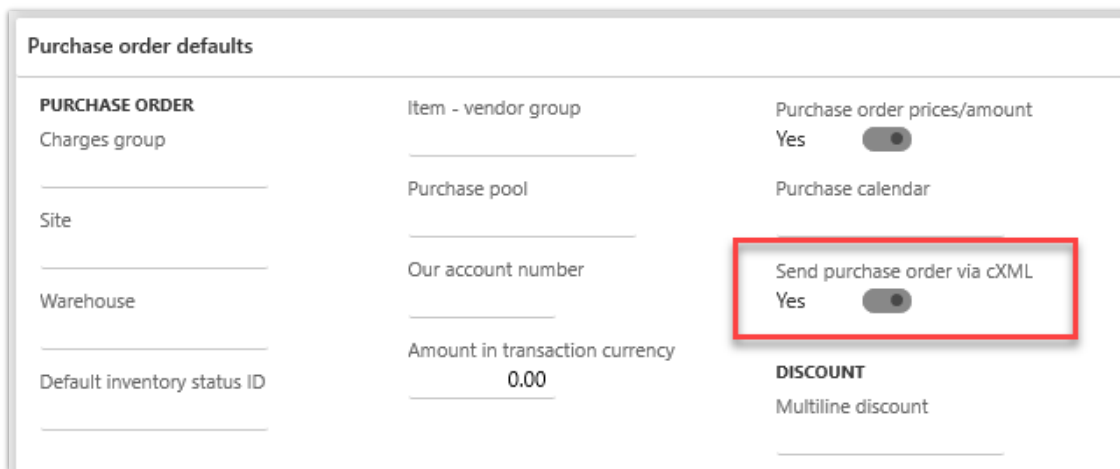 Purchase order defaults
PURCHASE ORDER
Charges group
Site
Warehouse
Default inventory status ID
Item - vendor group
Purchase pool
Our account number
Amount in transaction currency
0.00
Purchase order prices/amount
Yes
Purchase calendar
Send purchase order via cXML
Yes
DISCOUNT
Multiline discount